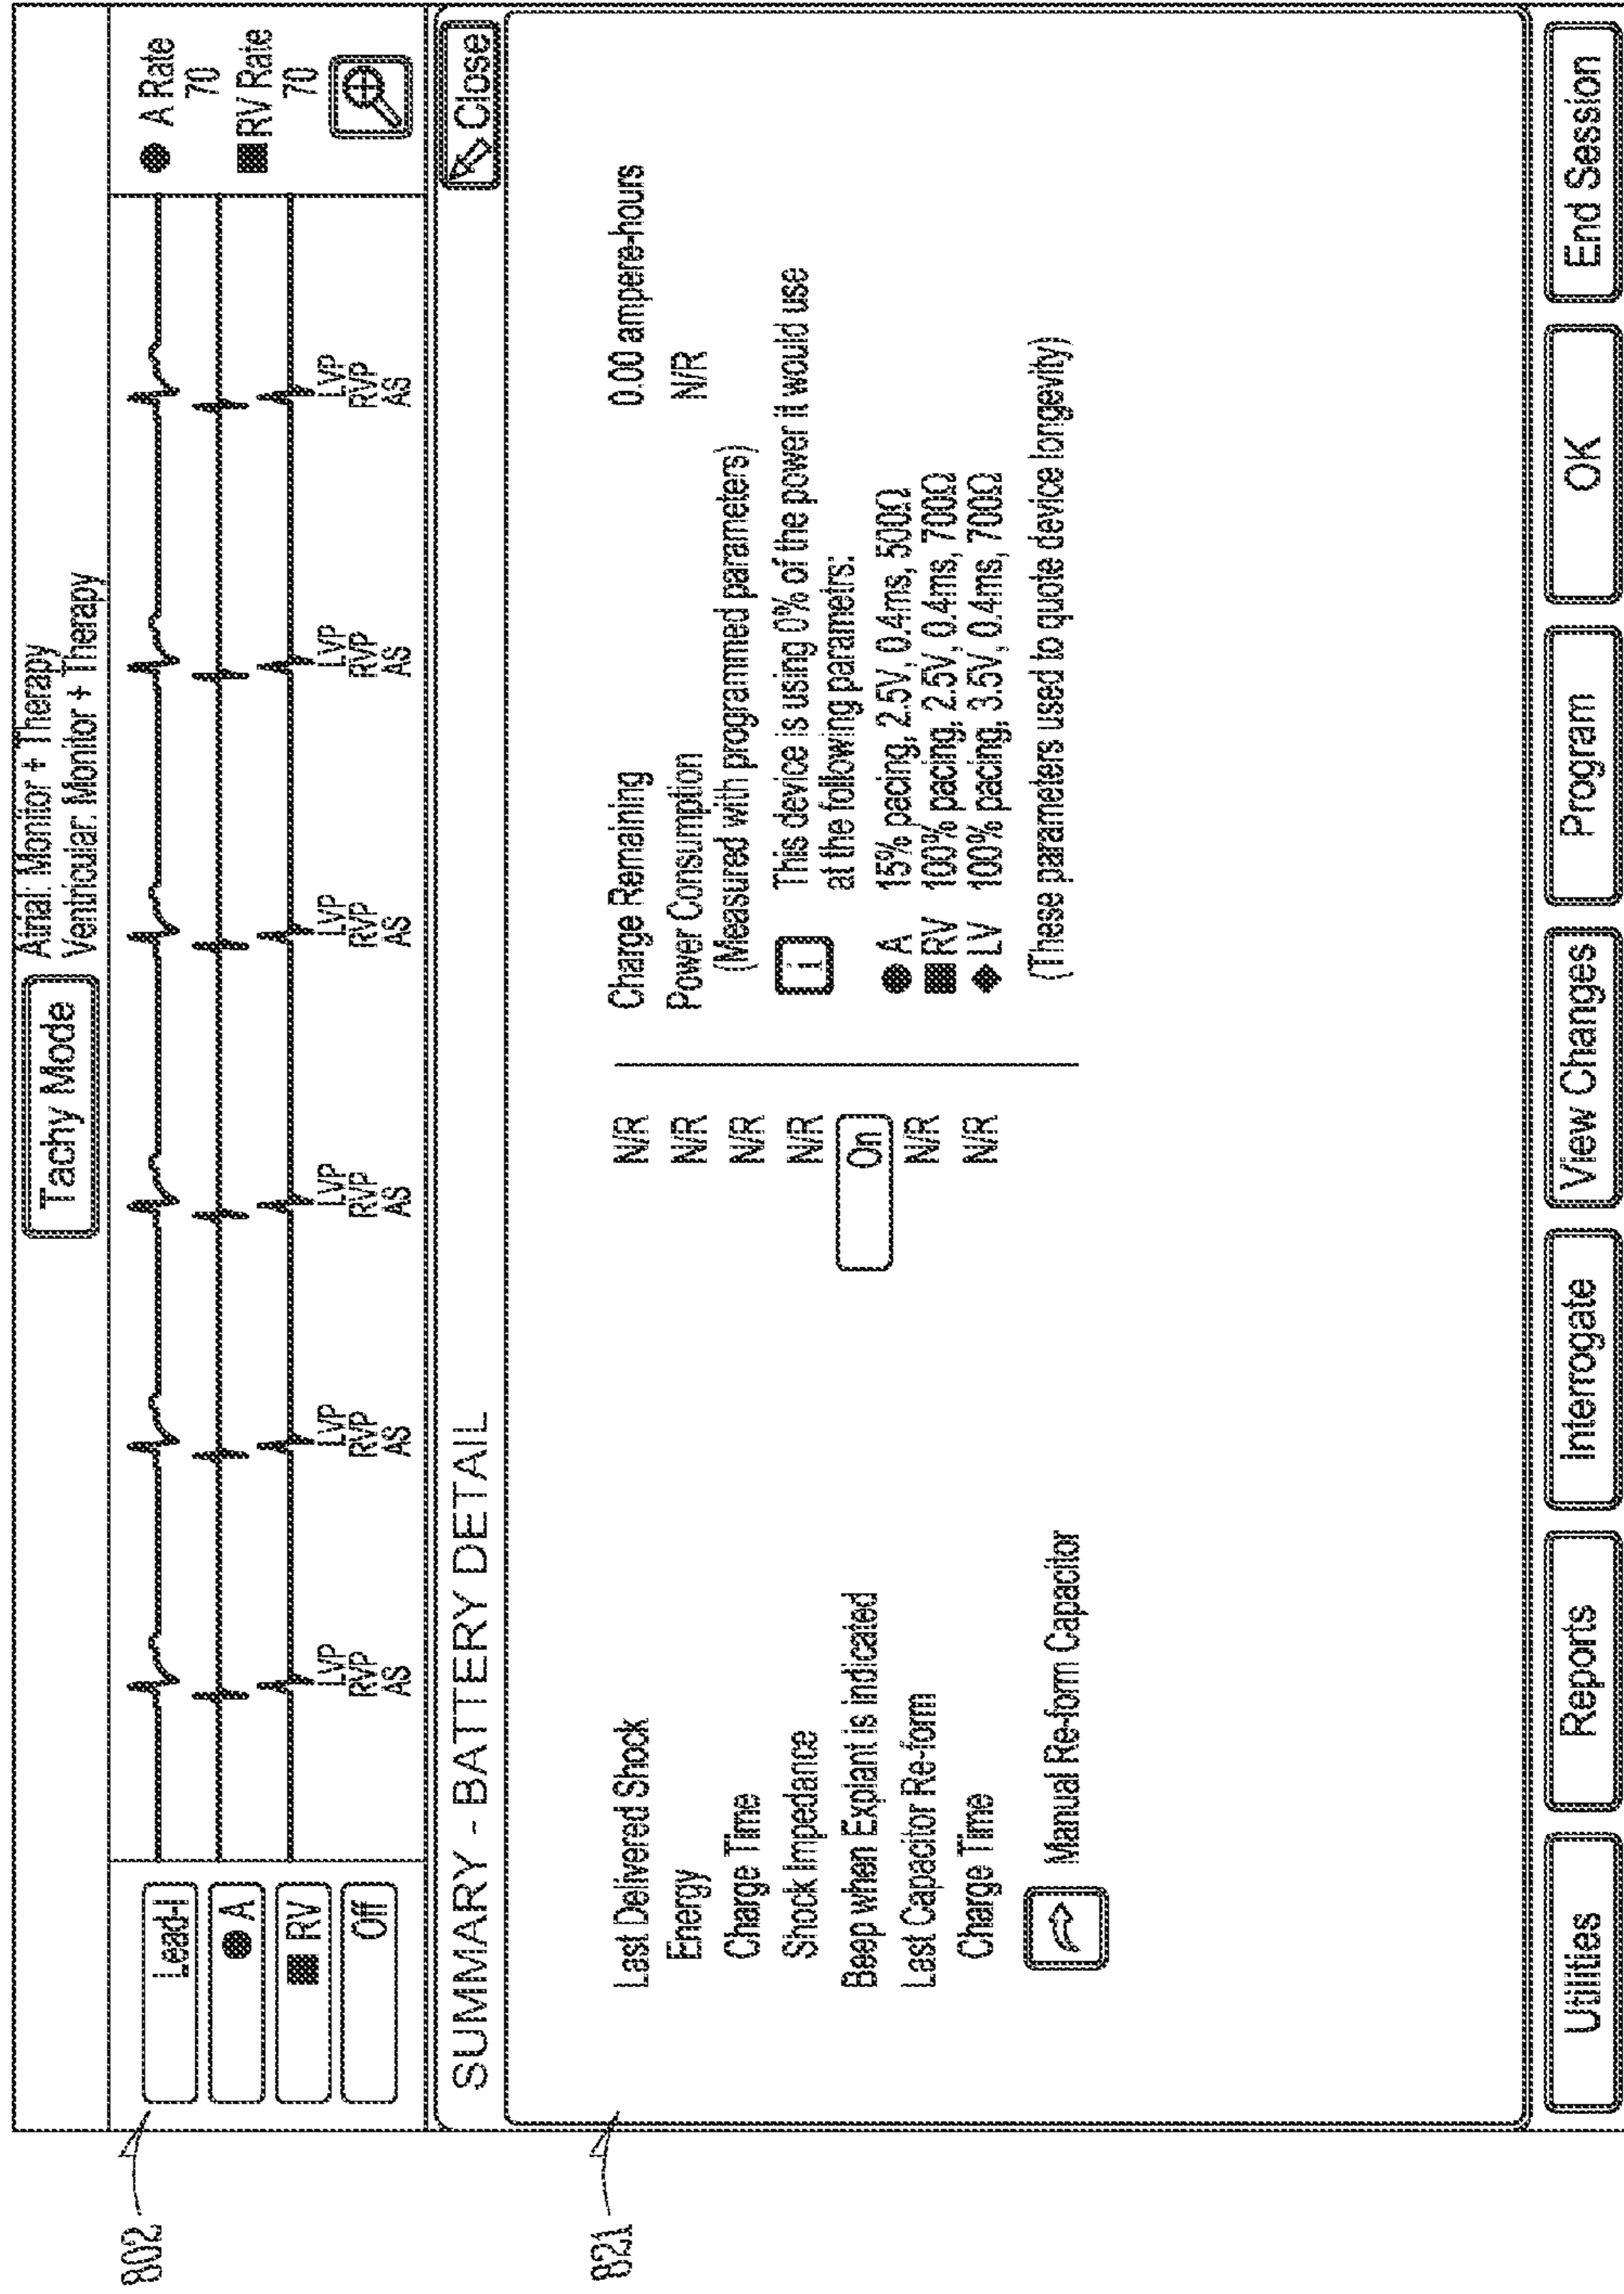 Tachy Mode
Atrial: Monitor + Therapy
Ventricular: Monitor + Therapy
802
Lead-I
A
RV
Off
LVP
RVP
AS
LVP
RVP
AS
LVP
RVP
AS
LVP
RVP
AS
LVP
RVP
AS
LVP
RVP
AS
A Rate
70
RV Rate
70
SUMMARY - BATTERY DETAIL
Close
821
Last Delivered Shock N/R
Energy N/R
Charge Time N/R
Shock Impedance N/R
Beep when Explant is indicated On
Last Capacitor Re-form N/R
Charge Time N/R
Manual Re-form Capacitor
Charge Remaining 0.00 ampere-hours
Power Consumption N/R
(Measured with programmed parameters)
i This device is using 0% of the power it would use
at the following parametrs:
A 15% pacing, 2.5V, 0.4ms, 500Ω
RV 100% pacing, 2.5V, 0.4ms, 700Ω
LV 100% pacing, 3.5V, 0.4ms, 700Ω
(These parameters used to quote device longevity)
Utilities
Reports
Interrogate
View Changes
Program
OK
End Session